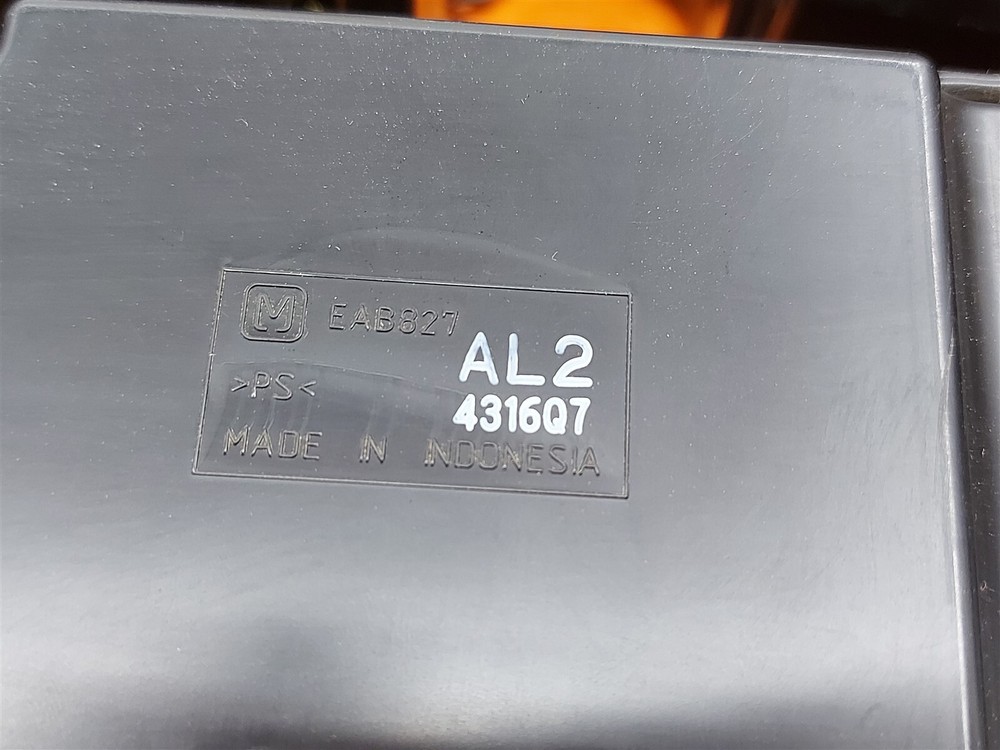 M EAB827
AL2
>PS<
4316Q7
MADE IN INDONESIA